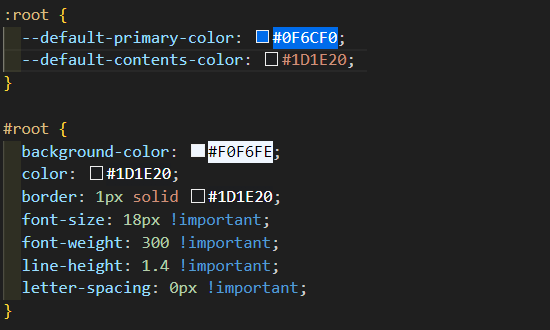 :root {
--default-primary-color: #0F6CF0;
--default-contents-color: #1D1E20;
}
#root {
background-color: #F0F6FE;
color: #1D1E20;
border: 1px solid #1D1E20;
font-size: 18px !important;
font-weight: 300 !important;
line-height: 1.4 !important;
letter-spacing: 0px !important;
}